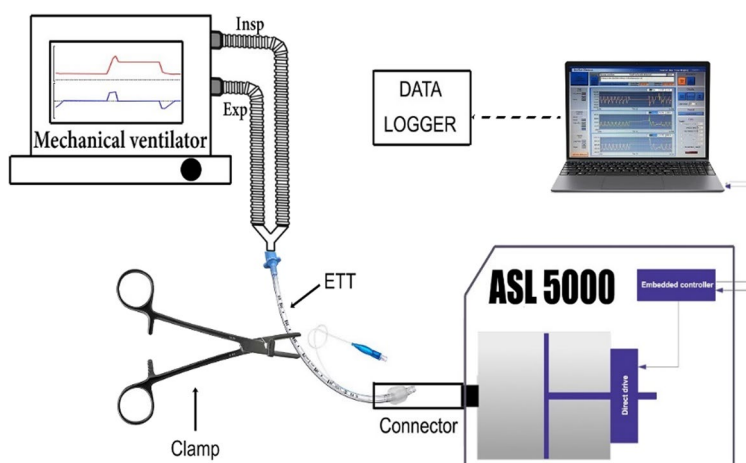 Insp
Exp
Mechanical ventilator
DATA
LOGGER
ETT
ASL 5000
Embedded controller
Direct drive
Connector
Clamp